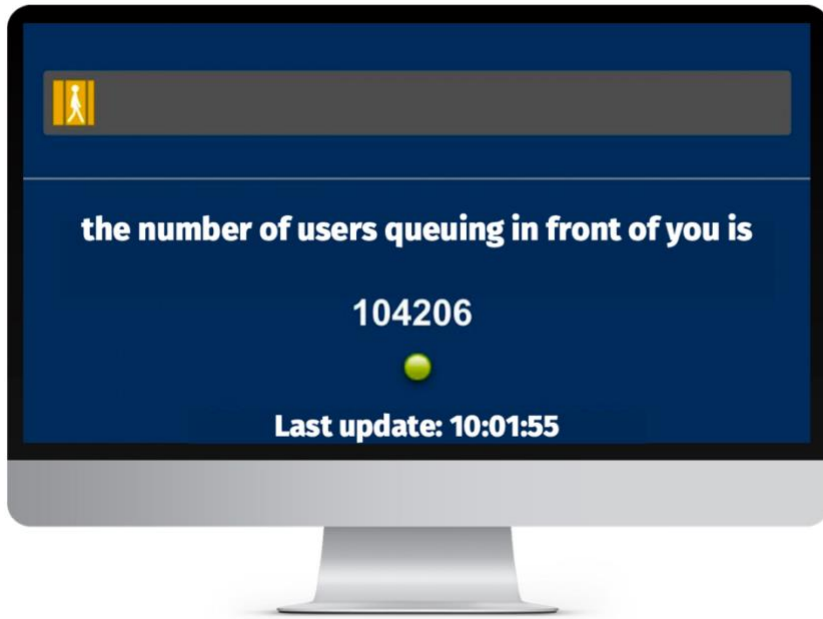 the number of users queuing in front of you is
104206
Last update: 10:01:55